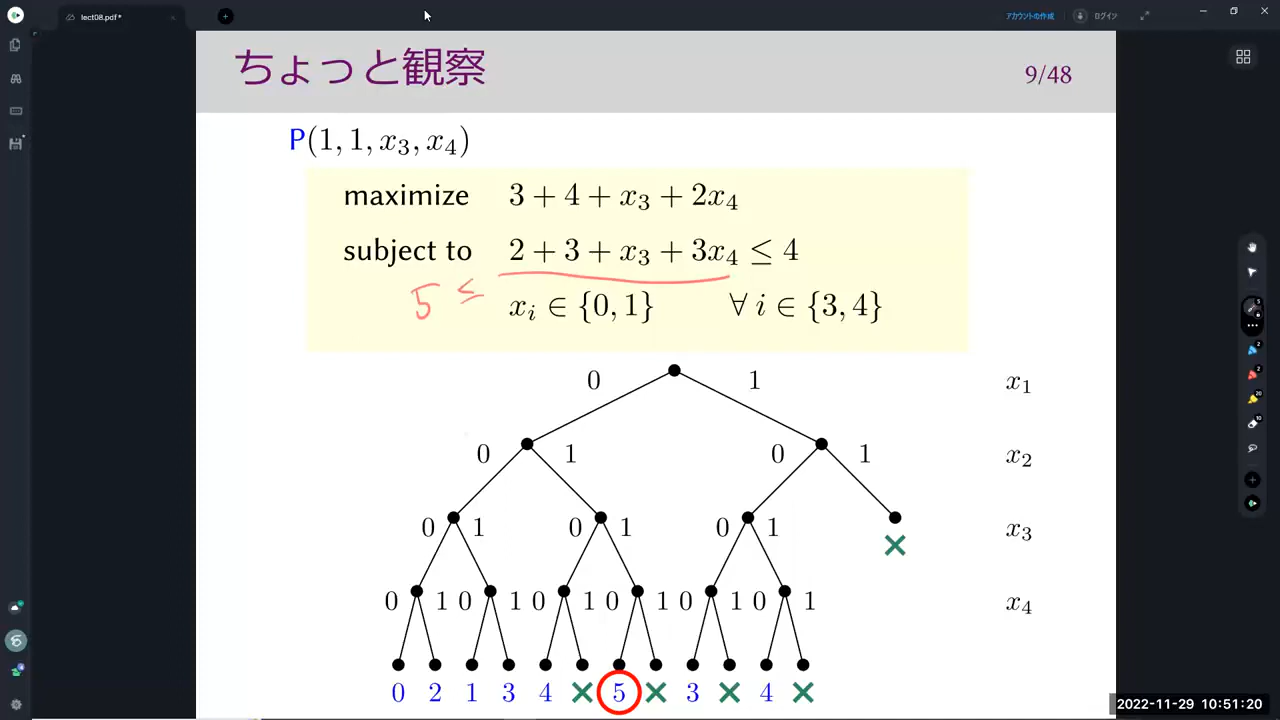 lect08.pdf*
アカウントの作成 ログイン
ちょっと観察 9/48
P(1, 1, x₃, x₄)
maximize 3 + 4 + x₃ + 2x₄
subject to 2 + 3 + x₃ + 3x₄ ≤ 4
5 ≤
xᵢ ∈ {0, 1} ∀ i ∈ {3, 4}
0 1 x₁
0 1 0 1 x₂
0 1 0 1 0 1 x₃
×
0 1 0 1 0 1 0 1 0 1 0 1 x₄
0 2 1 3 4 × 5 × 3 × 4 ×
2022-11-29 10:51:20